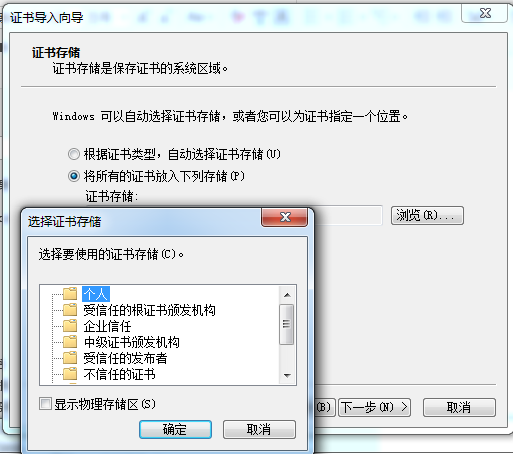 证书导入向导
证书存储
证书存储是保存证书的系统区域。
Windows 可以自动选择证书存储，或者您可以为证书指定一个位置。
根据证书类型，自动选择证书存储(U)
将所有的证书放入下列存储(P)
证书存储:
浏览(R)...
选择证书存储
选择要使用的证书存储(C)。
个人
受信任的根证书颁发机构
企业信任
中级证书颁发机构
受信任的发布者
不信任的证书
显示物理存储区(S)
确定
取消
(B)
下一步(N) >
取消